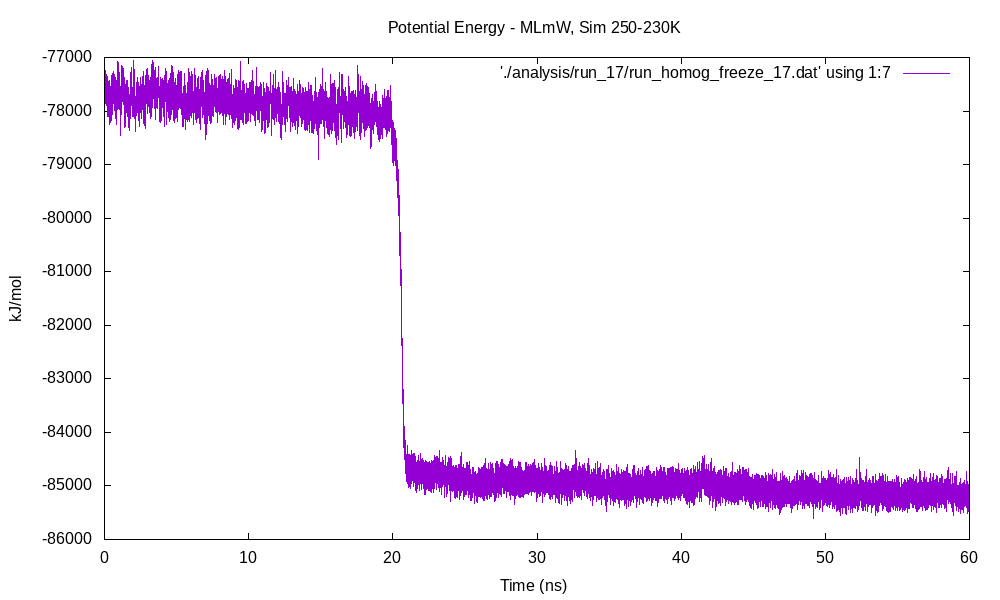 Potential Energy - MLmW, Sim 250-230K
'./analysis/run_17/run_homog_freeze_17.dat' using 1:7
-77000
-78000
-79000
-80000
-81000
-82000
-83000
-84000
-85000
-86000
kJ/mol
0 10 20 30 40 50 60
Time (ns)